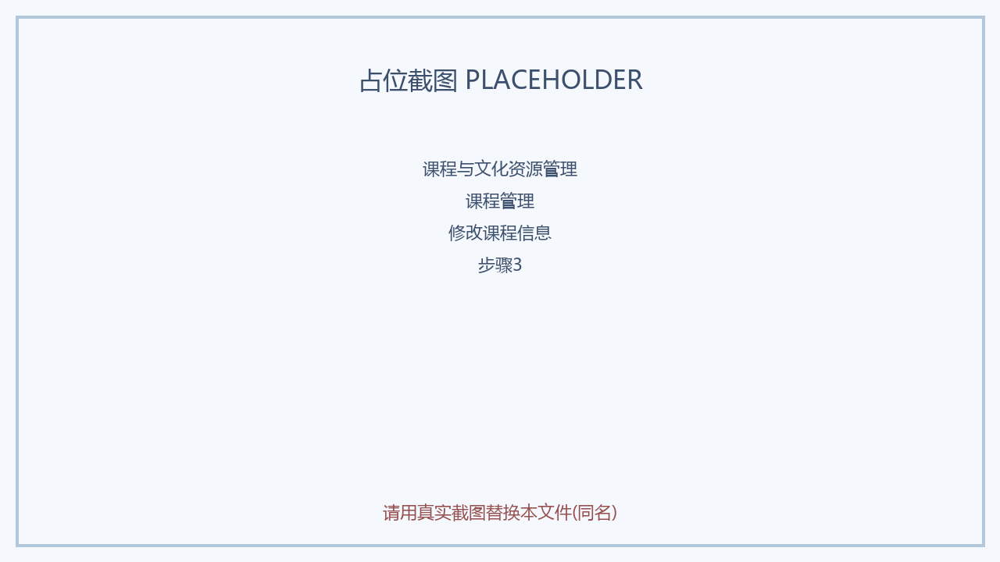 占位截图 PLACEHOLDER
课程与文化资源管理
课程管理
修改课程信息
步骤3
请用真实截图替换本文件(同名)